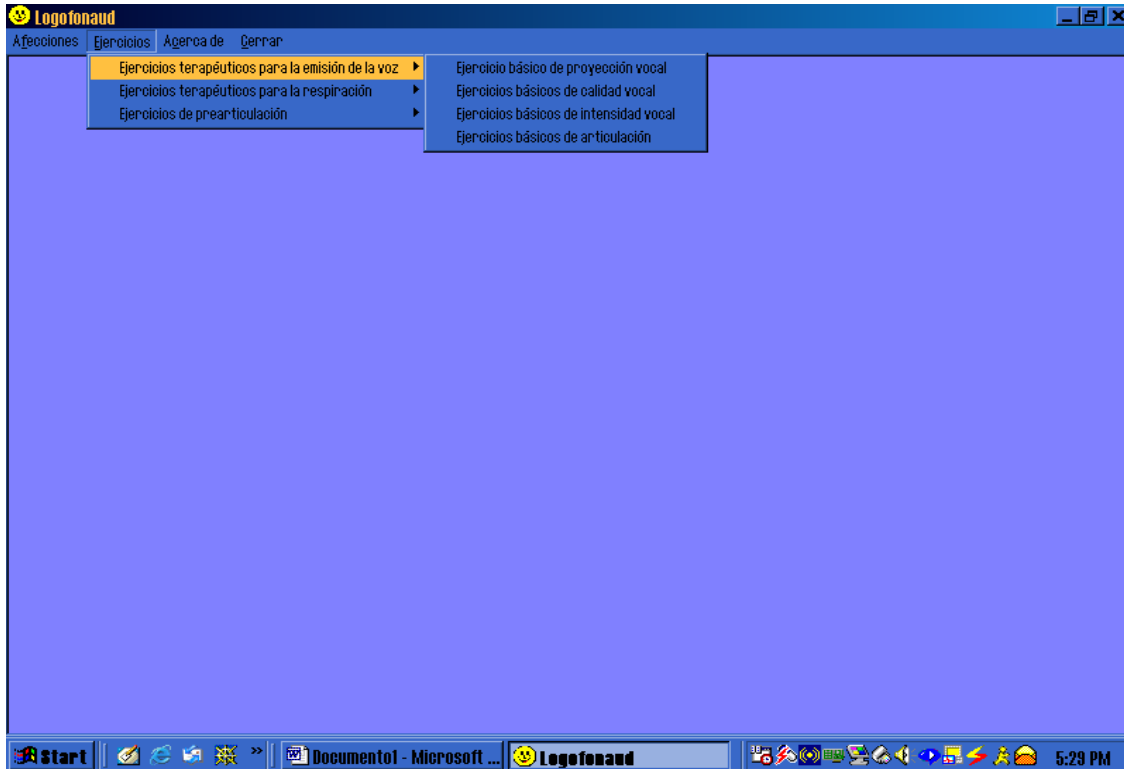 Logofonaud
Afecciones Ejercicios Acerca de Cerrar
Ejercicios terapéuticos para la emisión de la voz
Ejercicios terapéuticos para la respiración
Ejercicios de prearticulación
Ejercicio básico de proyección vocal
Ejercicios básicos de calidad vocal
Ejercicios básicos de intensidad vocal
Ejercicios básicos de articulación
Start » Documento1 - Microsoft ... Logofonaud 5:29 PM